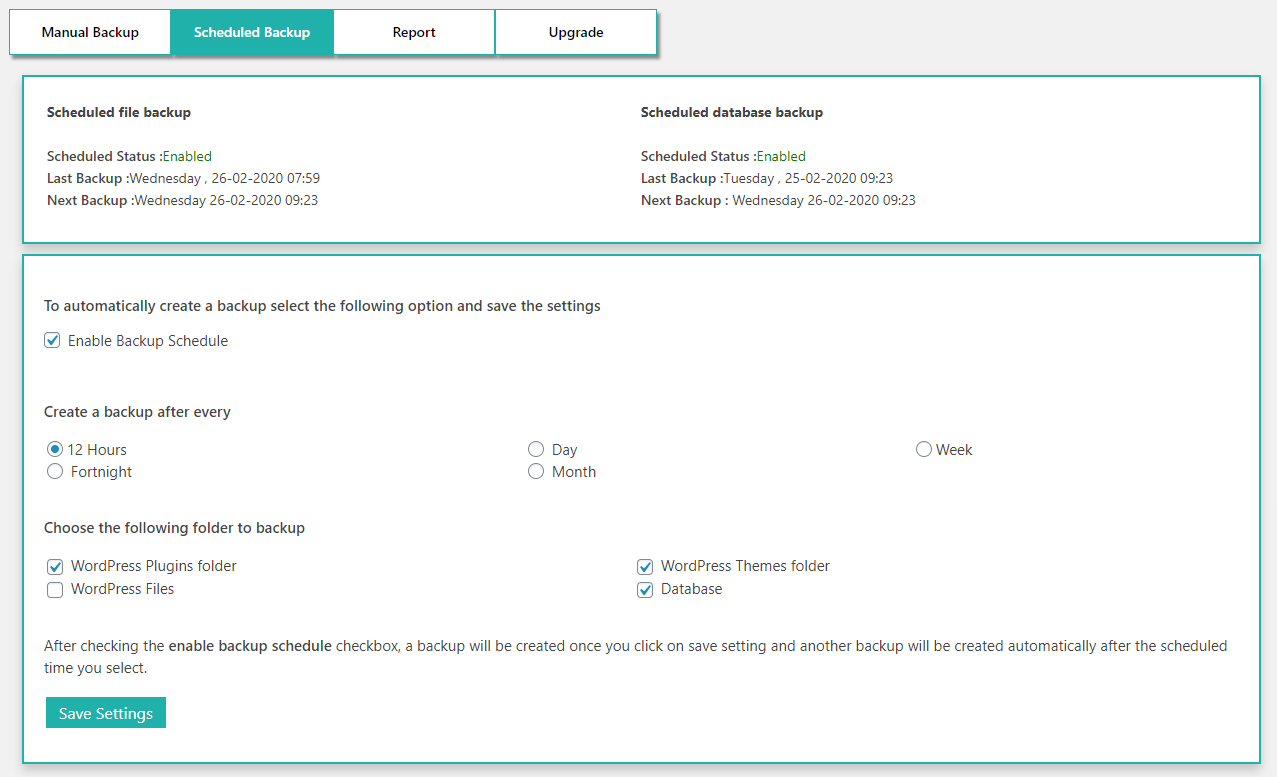 Manual Backup
Scheduled Backup
Report
Upgrade
Scheduled file backup
Scheduled Status :Enabled
Last Backup :Wednesday , 26-02-2020 07:59
Next Backup :Wednesday 26-02-2020 09:23
Scheduled database backup
Scheduled Status :Enabled
Last Backup :Tuesday , 25-02-2020 09:23
Next Backup : Wednesday 26-02-2020 09:23
To automatically create a backup select the following option and save the settings
Enable Backup Schedule
Create a backup after every
12 Hours
Day
Week
Fortnight
Month
Choose the following folder to backup
WordPress Plugins folder
WordPress Themes folder
WordPress Files
Database
After checking the enable backup schedule checkbox, a backup will be created once you click on save setting and another backup will be created automatically after the scheduled
time you select.
Save Settings